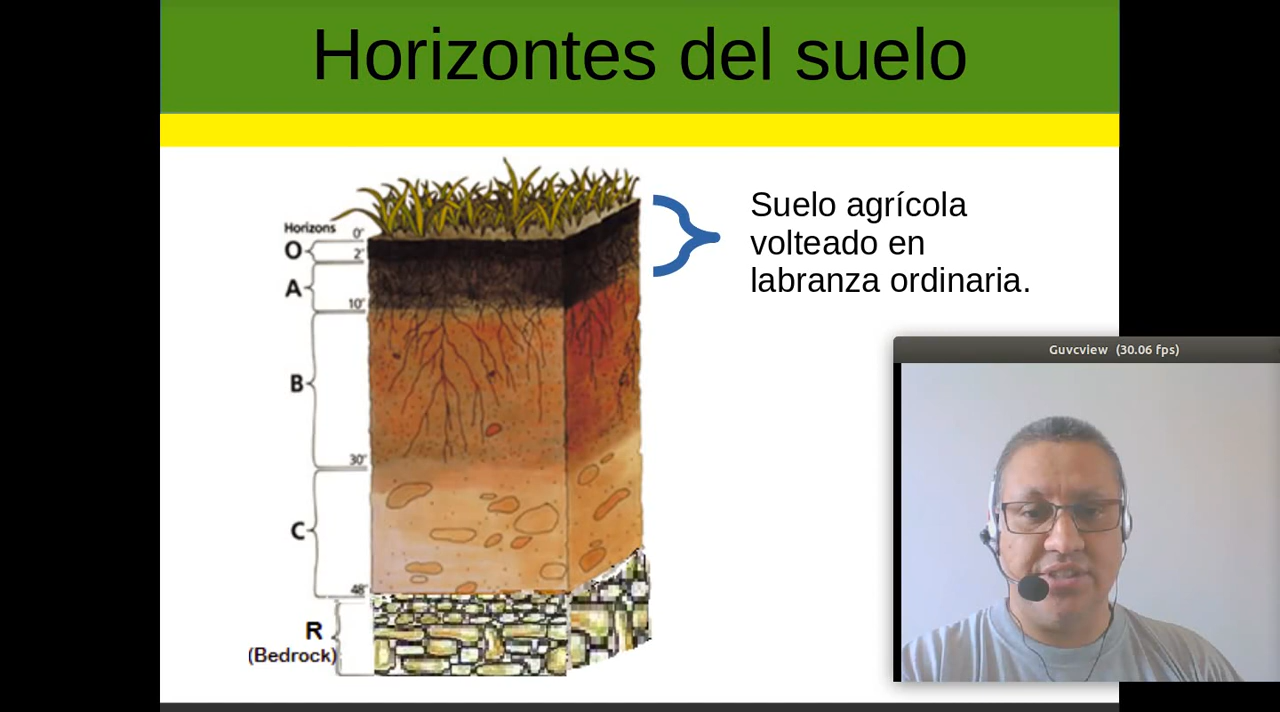 Horizontes del suelo
Suelo agrícola
volteado en
labranza ordinaria.
Horizons
0"
O
2"
A
10"
B
30"
C
48"
R
(Bedrock)
Guvcview (30.06 fps)